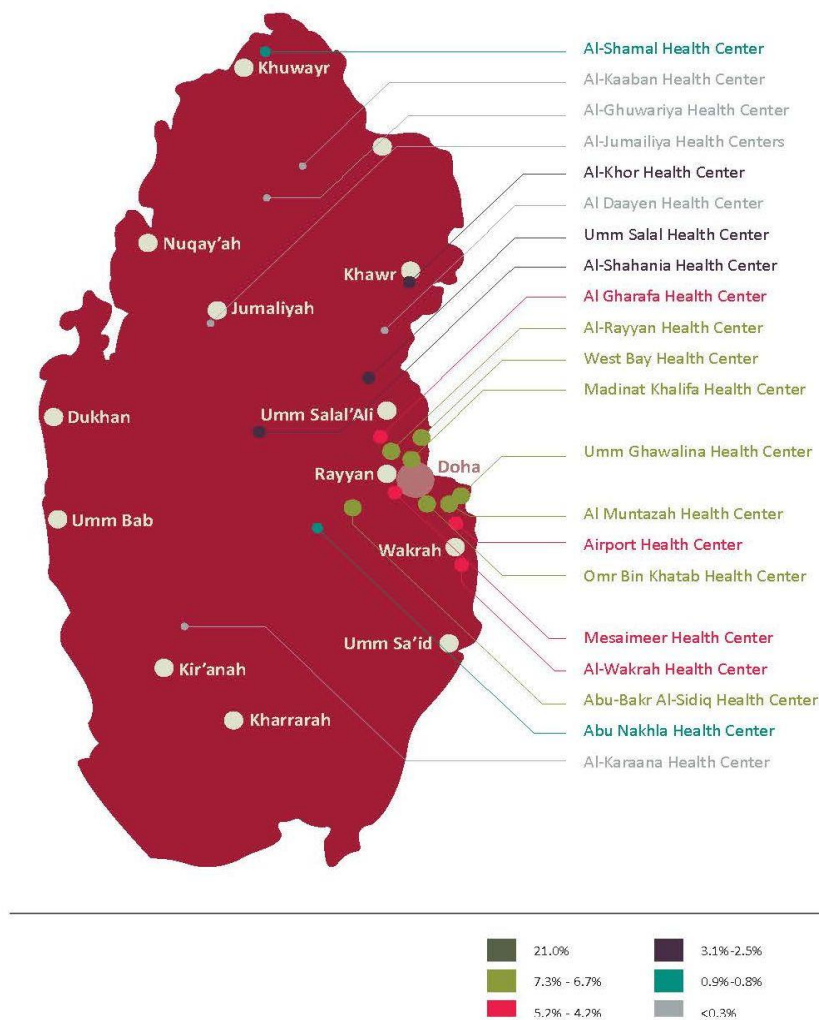 Al-Shamal Health Center
Khuwayr
Al-Kaaban Health Center
Al-Ghuwariya Health Center
Al-Jumailiya Health Centers
Al-Khor Health Center
Al Daayen Health Center
Umm Salal Health Center
Nuqay'ah
Al-Shahania Health Center
Khawr
Al Gharafa Health Center
Jumaliyah
Al-Rayyan Health Center
West Bay Health Center
Madinat Khalifa Health Center
Dukhan
Umm Salal'Ali
Umm Ghawalina Health Center
Doha
Rayyan
Al Muntazah Health Center
Umm Bab
Airport Health Center
Wakrah
Omr Bin Khatab Health Center
Mesaimeer Health Center
Umm Sa'id
Al-Wakrah Health Center
Kir'anah
Abu-Bakr Al-Sidiq Health Center
Kharrarah
Abu Nakhla Health Center
Al-Karaana Health Center
21.0%
3.1%-2.5%
7.3% - 6.7%
0.9%-0.8%
5.2% - 4.2%
<0.3%